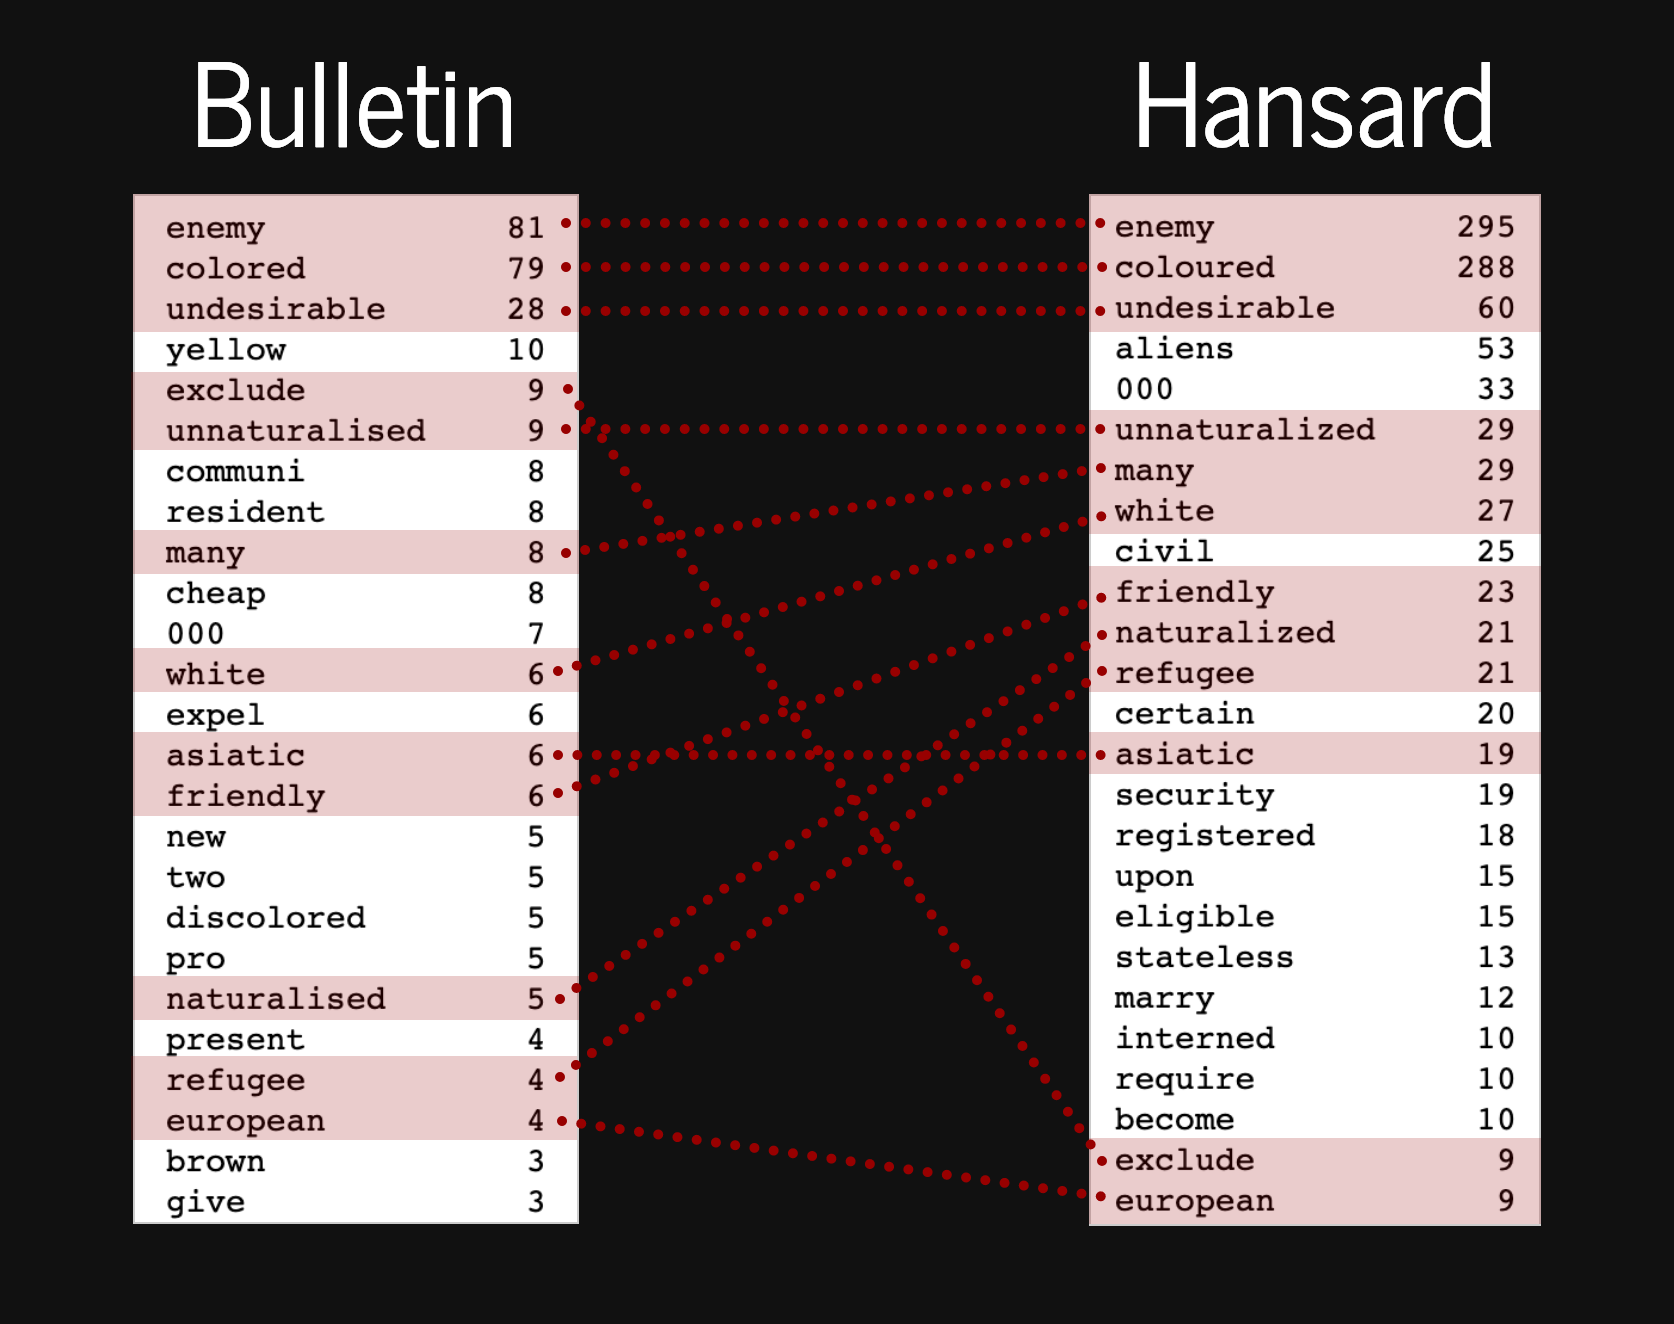 Bulletin
enemy 81
colored 79
undesirable 28
yellow 10
exclude 9
unnaturalised 9
communi 8
resident 8
many 8
cheap 8
000 7
white 6
expel 6
asiatic 6
friendly 6
new 5
two 5
discolored 5
pro 5
naturalised 5
present 4
refugee 4
european 4
brown 3
give 3
Hansard
enemy 295
coloured 288
undesirable 60
aliens 53
000 33
unnaturalized 29
many 29
white 27
civil 25
friendly 23
naturalized 21
refugee 21
certain 20
asiatic 19
security 19
registered 18
upon 15
eligible 15
stateless 13
marry 12
interned 10
require 10
become 10
exclude 9
european 9